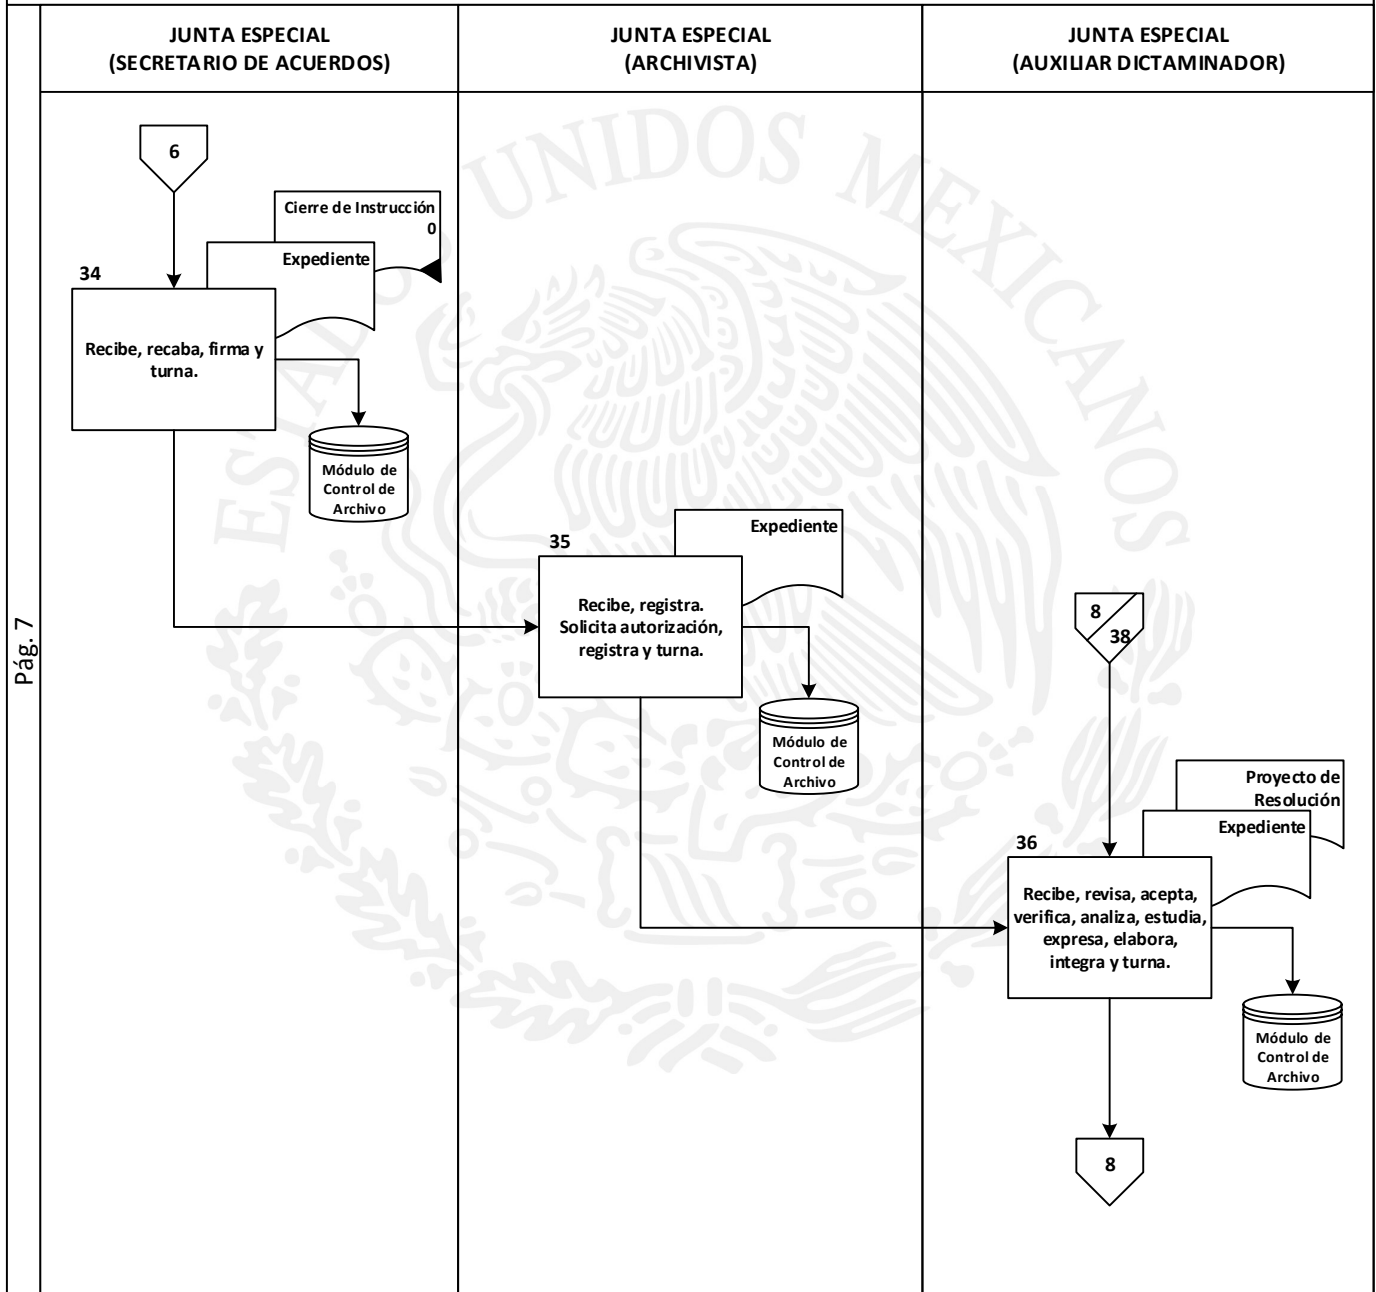 JUNTA ESPECIAL
(SECRETARIO DE ACUERDOS)
JUNTA ESPECIAL
(ARCHIVISTA)
JUNTA ESPECIAL
(AUXILIAR DICTAMINADOR)
Pág. 7
ESTADOS UNIDOS MEXICANOS
6
Cierre de Instrucción
0
Expediente
34
Recibe, recaba, firma y
turna.
Módulo de
Control de
Archivo
Expediente
35
Recibe, registra.
Solicita autorización,
registra y turna.
Módulo de
Control de
Archivo
8
38
Proyecto de
Resolución
Expediente
36
Recibe, revisa, acepta,
verifica, analiza, estudia,
expresa, elabora,
integra y turna.
Módulo de
Control de
Archivo
8